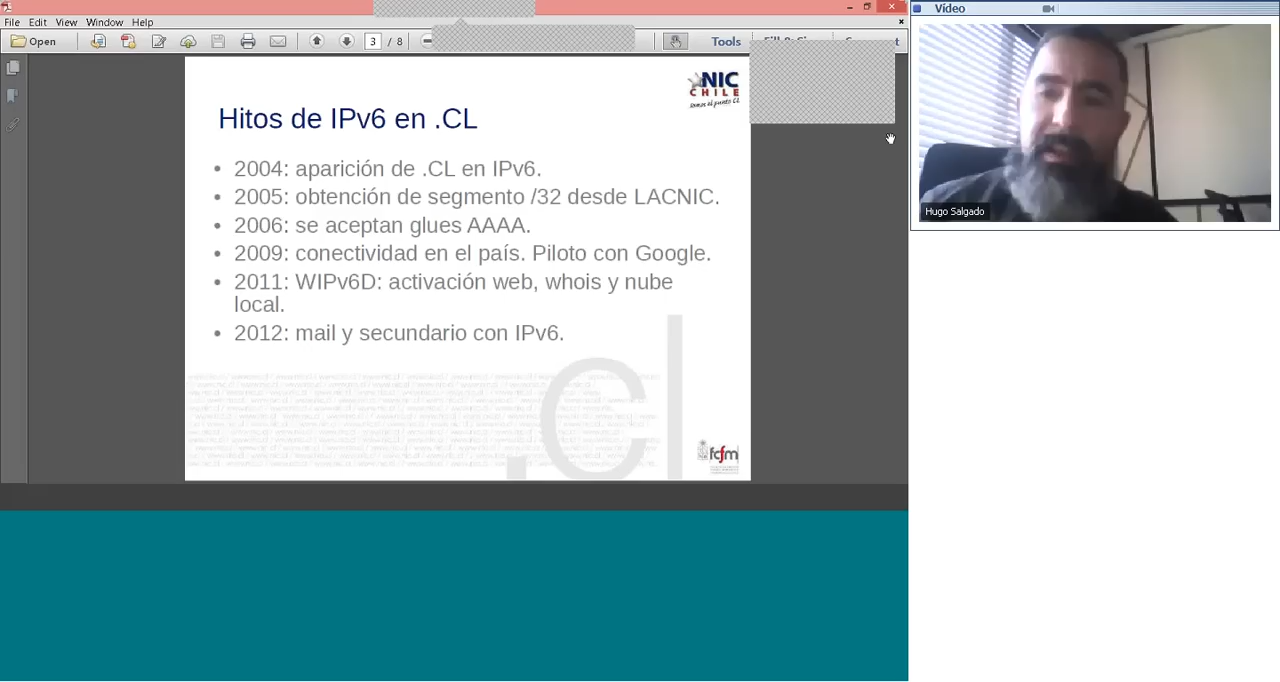 File Edit View Window Help
Open
3 / 8
Tools
Vídeo
Hugo Salgado
NIC
CHILE
Somos el punto CL
Hitos de IPv6 en .CL
• 2004: aparición de .CL en IPv6.
• 2005: obtención de segmento /32 desde LACNIC.
• 2006: se aceptan glues AAAA.
• 2009: conectividad en el país. Piloto con Google.
• 2011: WIPv6D: activación web, whois y nube
local.
• 2012: mail y secundario con IPv6.
.cl
fcfm